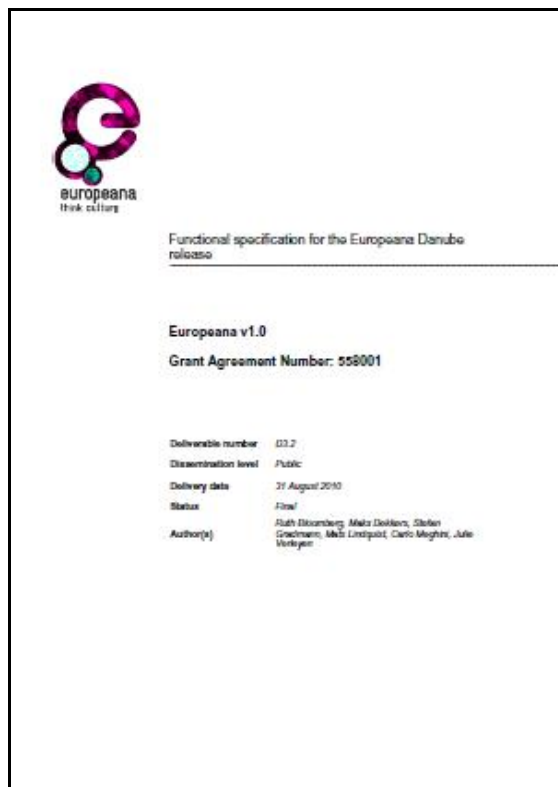 europeana
think culture
Functional specification for the Europeana Danube
release
Europeana v1.0
Grant Agreement Number: 558001
Deliverable number D3.2
Dissemination level Public
Delivery date 31 August 2010
Status Final
Ruth Bloomberg, Makx Dekkers, Stefan
Author(s) Gradmann, Mats Lindquist, Carlo Meghini, Julie
Verleyen